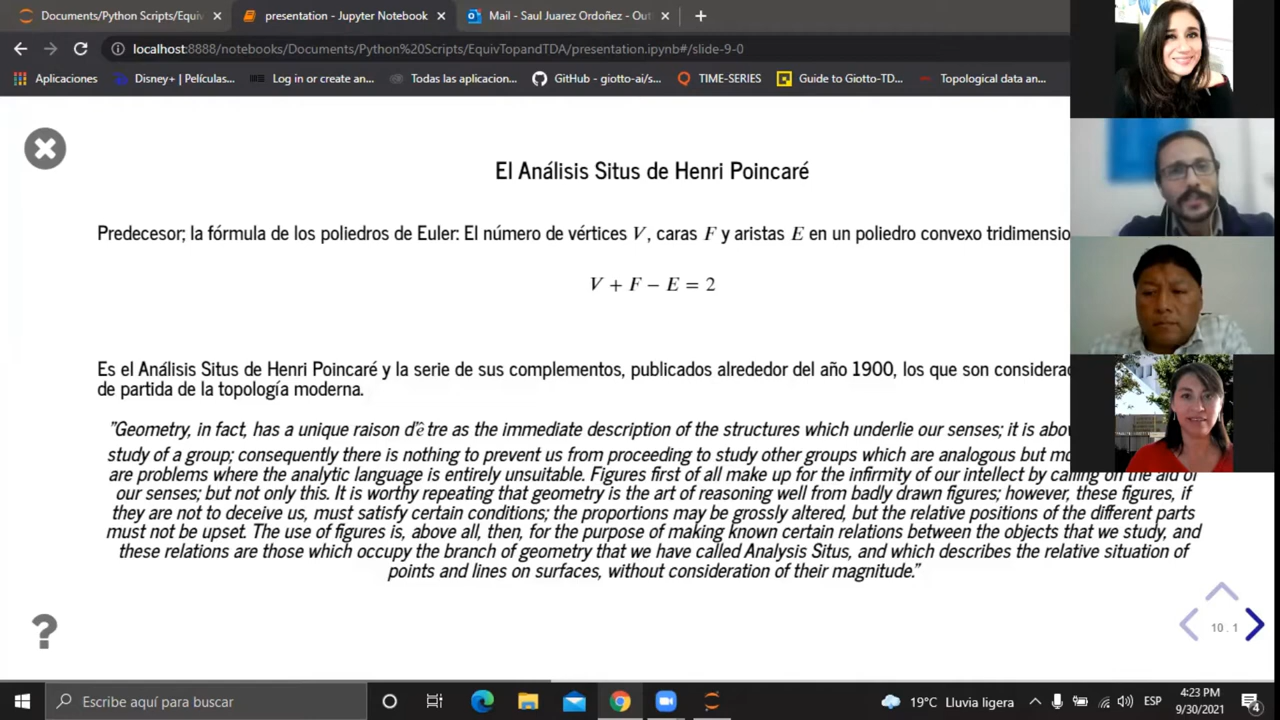 Documents/Python Scripts/Equiv
presentation - Jupyter Notebook
Mail - Saul Juarez Ordoñez - Out
localhost:8888/notebooks/Documents/Python%20Scripts/EquivTopandTDA/presentation.ipynb#/slide-9-0
Aplicaciones
Disney+ | Películas...
Log in or create an...
Todas las aplicacion...
GitHub - giotto-ai/s...
TIME-SERIES
Guide to Giotto-TD...
Topological data an...
El Análisis Situs de Henri Poincaré
Predecesor; la fórmula de los poliedros de Euler: El número de vértices V, caras F y aristas E en un poliedro convexo tridimensio
V + F − E = 2
Es el Análisis Situs de Henri Poincaré y la serie de sus complementos, publicados alrededor del año 1900, los que son considerad
de partida de la topología moderna.
"Geometry, in fact, has a unique raison d'é tre as the immediate description of the structures which underlie our senses; it is abov
study of a group; consequently there is nothing to prevent us from proceeding to study other groups which are analogous but mo
are problems where the analytic language is entirely unsuitable. Figures first of all make up for the infirmity of our intellect by calling on the aid of
our senses; but not only this. It is worthy repeating that geometry is the art of reasoning well from badly drawn figures; however, these figures, if
they are not to deceive us, must satisfy certain conditions; the proportions may be grossly altered, but the relative positions of the different parts
must not be upset. The use of figures is, above all, then, for the purpose of making known certain relations between the objects that we study, and
these relations are those which occupy the branch of geometry that we have called Analysis Situs, and which describes the relative situation of
points and lines on surfaces, without consideration of their magnitude."
?
10.1
Escribe aquí para buscar
19°C Lluvia ligera
ESP
4:23 PM
9/30/2021
4